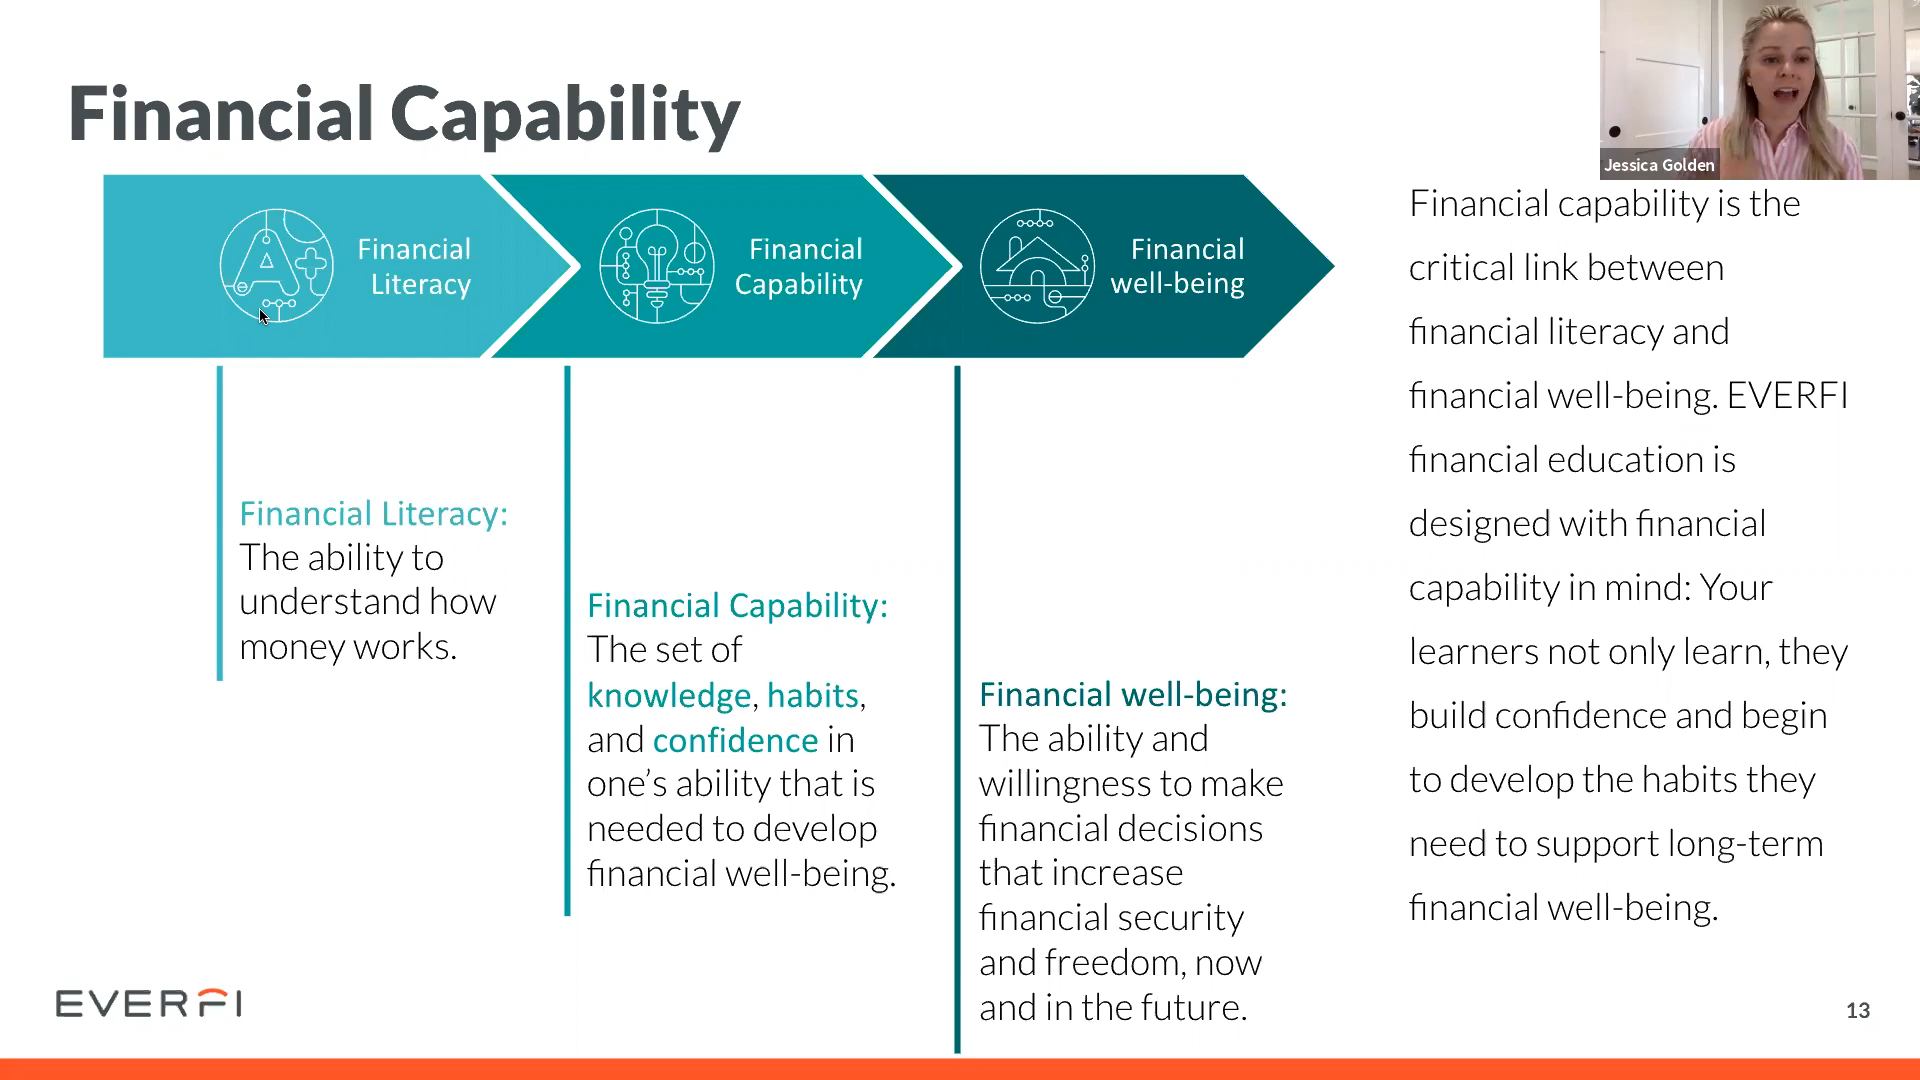 Financial Capability
Jessica Golden
A+
Financial
Literacy
Financial
Capability
Financial
well-being
Financial Literacy:
The ability to
understand how
money works.
Financial Capability:
The set of
knowledge, habits,
and confidence in
one’s ability that is
needed to develop
financial well-being.
Financial well-being:
The ability and
willingness to make
financial decisions
that increase
financial security
and freedom, now
and in the future.
Financial capability is the
critical link between
financial literacy and
financial well-being. EVERFI
financial education is
designed with financial
capability in mind: Your
learners not only learn, they
build confidence and begin
to develop the habits they
need to support long-term
financial well-being.
EVERFI
13